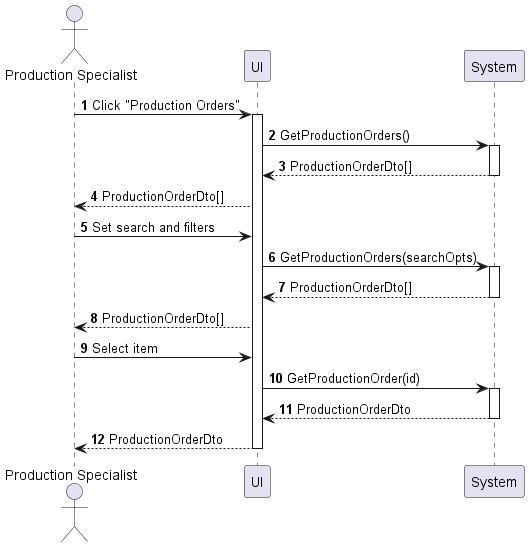 Production Specialist
UI
System
1 Click "Production Orders"
2 GetProductionOrders()
3 ProductionOrderDto[]
4 ProductionOrderDto[]
5 Set search and filters
6 GetProductionOrders(searchOpts)
7 ProductionOrderDto[]
8 ProductionOrderDto[]
9 Select item
10 GetProductionOrder(id)
11 ProductionOrderDto
12 ProductionOrderDto
Production Specialist
UI
System